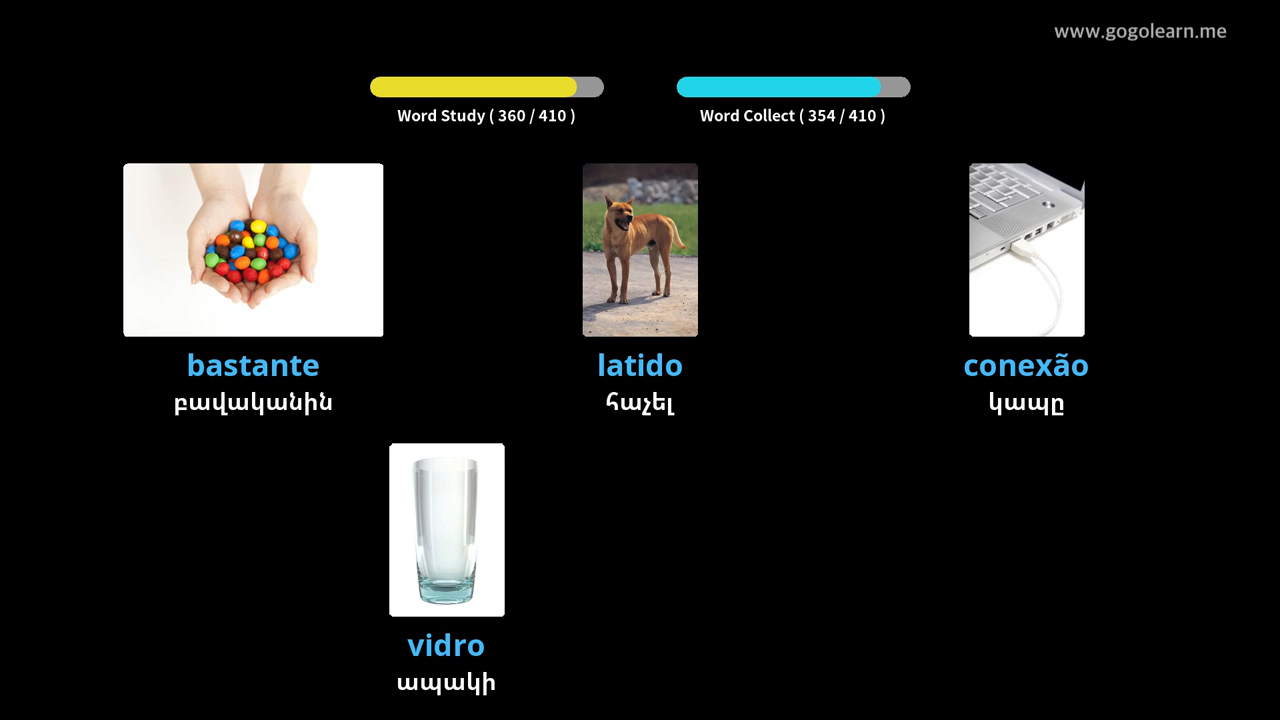 www.gogolearn.me
Word Study ( 360 / 410 )
Word Collect ( 354 / 410 )
bastante
բավականին
latido
հաչել
conexão
կապը
vidro
ապակի